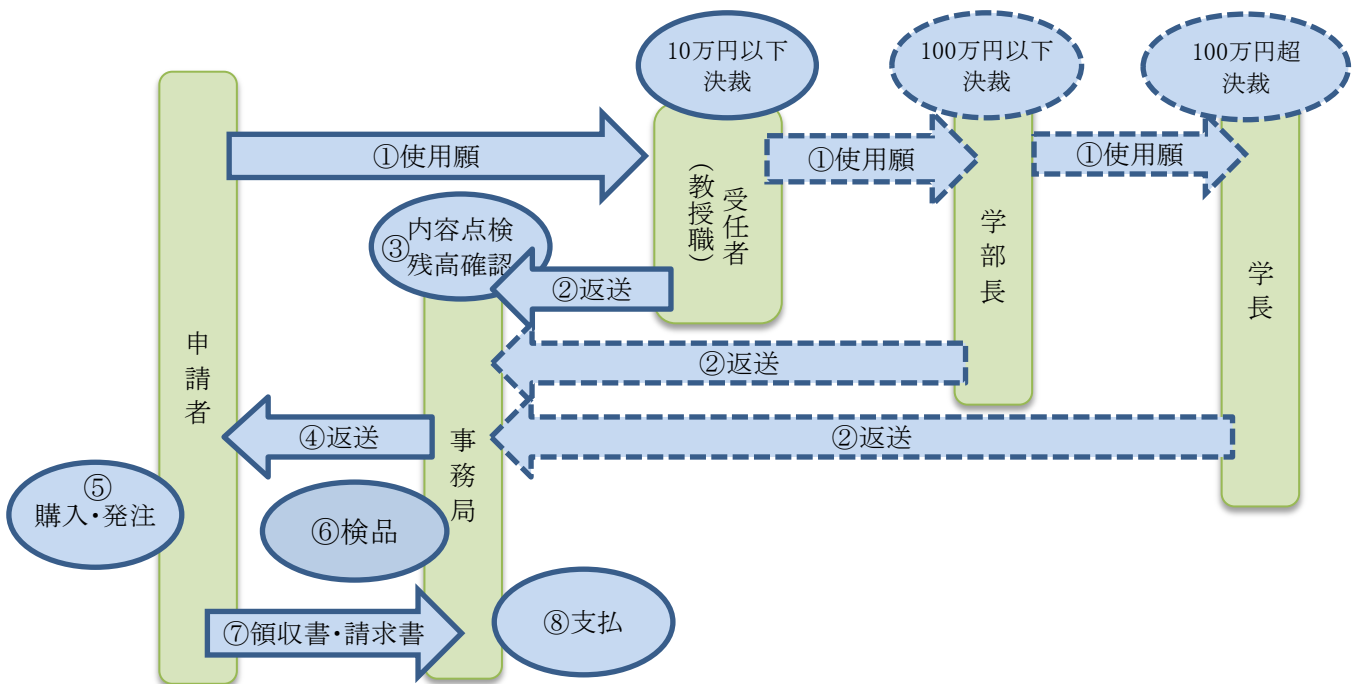 10万円以下
決裁
100万円以下
決裁
100万円超
決裁
①使用願
①使用願
①使用願
受任者
（教授職）
学部長
学長
③
内容点検
残高確認
②返送
②返送
②返送
申請者
④返送
事務局
⑤
購入・発注
⑥検品
⑦領収書・請求書
⑧支払